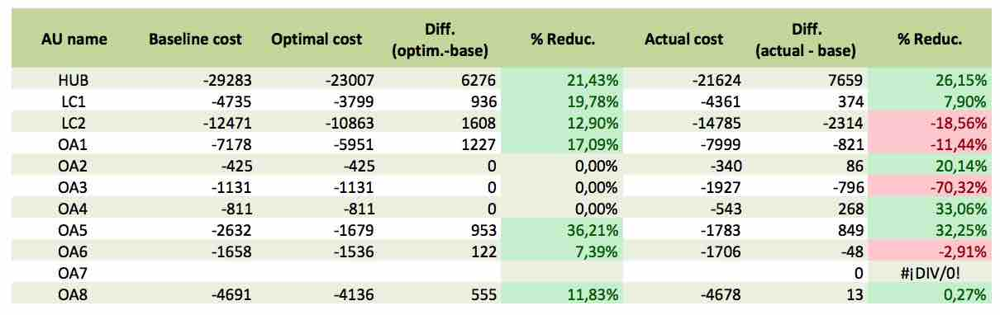 AU name Baseline cost Optimal cost Diff. (optim.-base) % Reduc. Actual cost Diff. (actual - base) % Reduc.
HUB -29283 -23007 6276 21,43% -21624 7659 26,15%
LC1 -4735 -3799 936 19,78% -4361 374 7,90%
LC2 -12471 -10863 1608 12,90% -14785 -2314 -18,56%
OA1 -7178 -5951 1227 17,09% -7999 -821 -11,44%
OA2 -425 -425 0 0,00% -340 86 20,14%
OA3 -1131 -1131 0 0,00% -1927 -796 -70,32%
OA4 -811 -811 0 0,00% -543 268 33,06%
OA5 -2632 -1679 953 36,21% -1783 849 32,25%
OA6 -1658 -1536 122 7,39% -1706 -48 -2,91%
OA7 0 #¡DIV/0!
OA8 -4691 -4136 555 11,83% -4678 13 0,27%